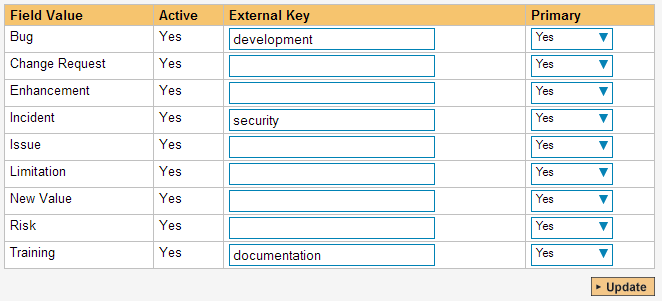 Field Value Active External Key Primary
Bug Yes development Yes
Change Request Yes Yes
Enhancement Yes Yes
Incident Yes security Yes
Issue Yes Yes
Limitation Yes Yes
New Value Yes Yes
Risk Yes Yes
Training Yes documentation Yes
Update